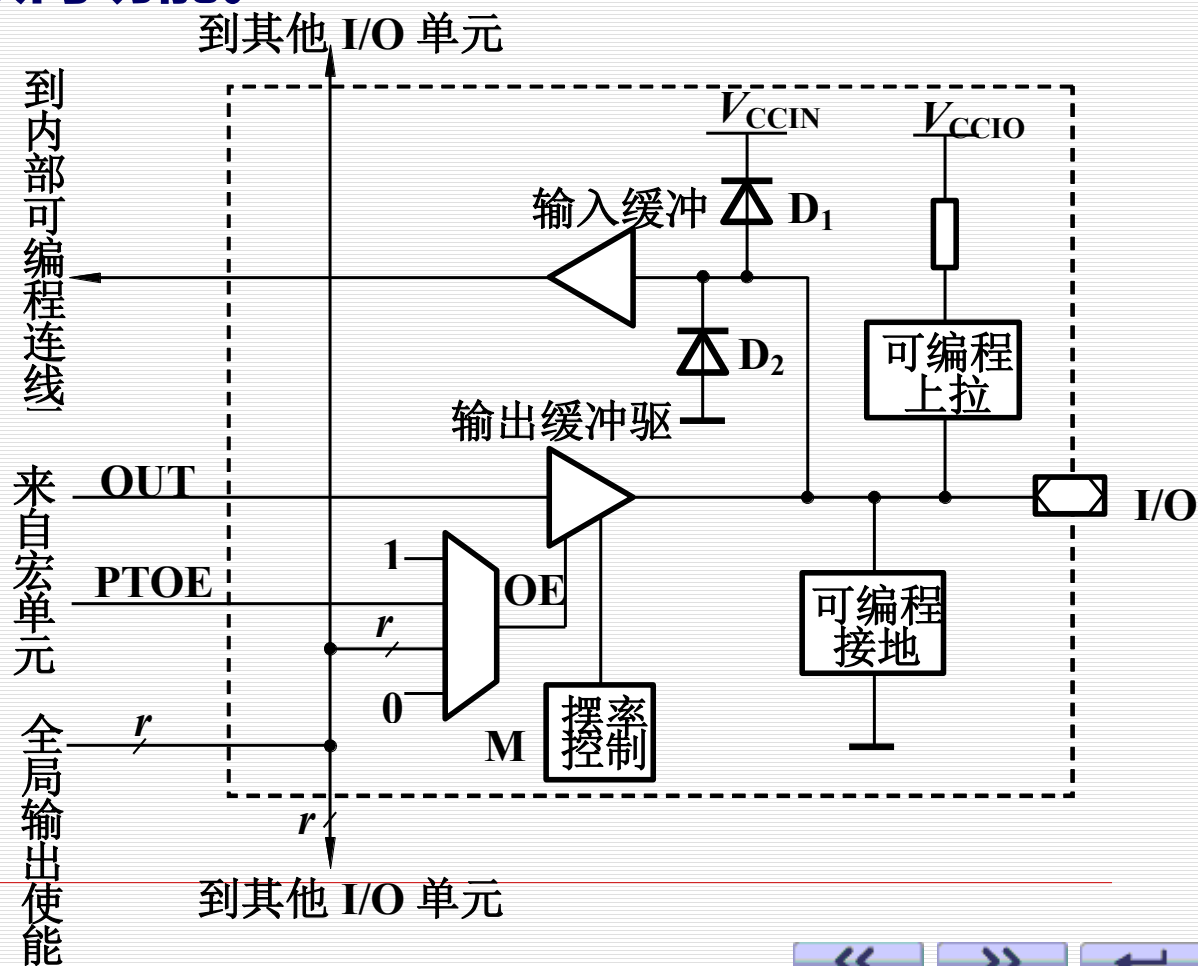 到其他 I/O 单元
到内部可编程连线
VCCIN
VCCIO
输入缓冲
D1
D2
可编程上拉
输出缓冲驱
来自宏单元
OUT
I/O
1
PTOE
OE
r
0
可编程接地
M
摆率控制
全局输出使能
r
r
到其他 I/O 单元